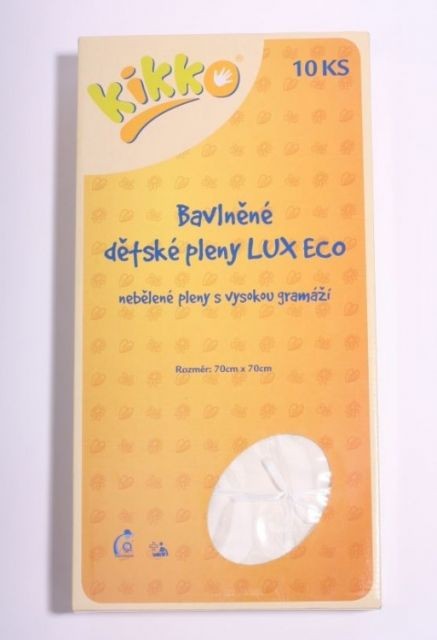 kikko®
10 KS
Bavlněné
dětské pleny LUX ECO
nebělené pleny s vysokou gramáží
Rozměr: 70cm x 70cm